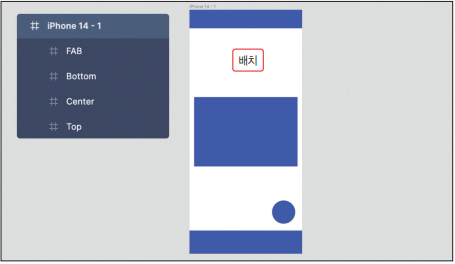 iPhone 14 - 1
FAB
Bottom
Center
Top
iPhone 14 - 1
배치